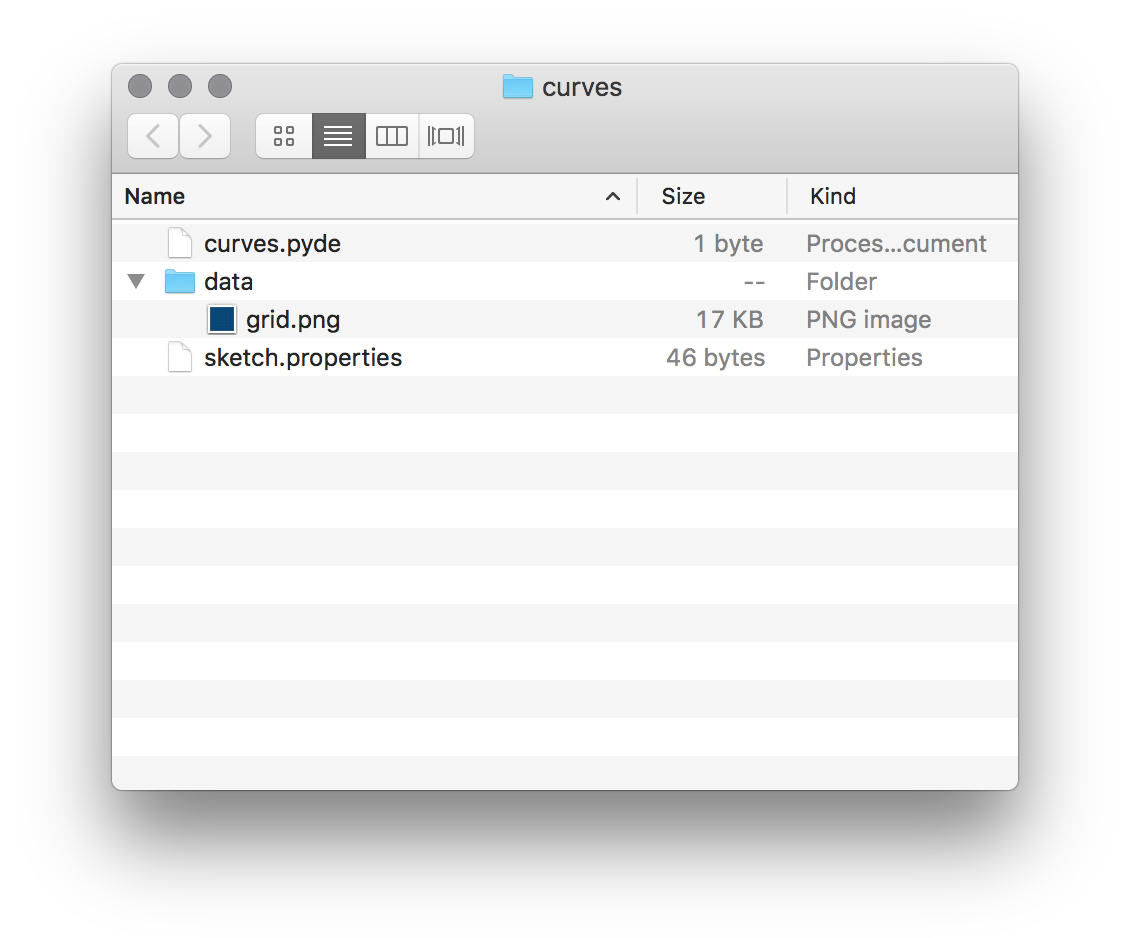 curves
Name Size Kind
curves.pyde 1 byte Proces...cument
data -- Folder
grid.png 17 KB PNG image
sketch.properties 46 bytes Properties